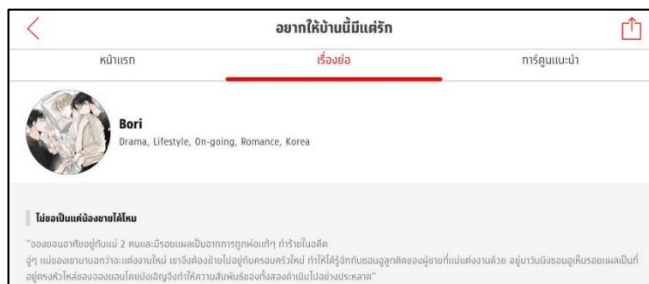 อยากให้บ้านนี้มีแต่รัก
หน้าแรก เรื่องย่อ การ์ตูนแนะนำ
Bori
Drama, Lifestyle, On-going, Romance, Korea
ไม่ขอเป็นแค่น้องชายได้ไหม
"จองยอนอาศัยอยู่กับแม่ 2 คนและมีรอยแผลเป็นจากการถูกพ่อแท้ๆ ทำร้ายในอดีต
จู่ๆ แม่ของเขามาบอกว่าจะแต่งงานใหม่ เขาจึงต้องย้ายไปอยู่กับครอบครัวใหม่ ทำให้ได้รู้จักกับซอนอูลูกติดของผู้ชายที่แม่แต่งงานด้วย อยู่มาวันนึงซอนอูเห็นรอยแผลเป็นที่
อยู่ตรงหัวไหล่ของจองยอนโดยบังเอิญจึงทำให้ความสัมพันธ์ของทั้งสองดำเนินไปอย่างประหลาด"